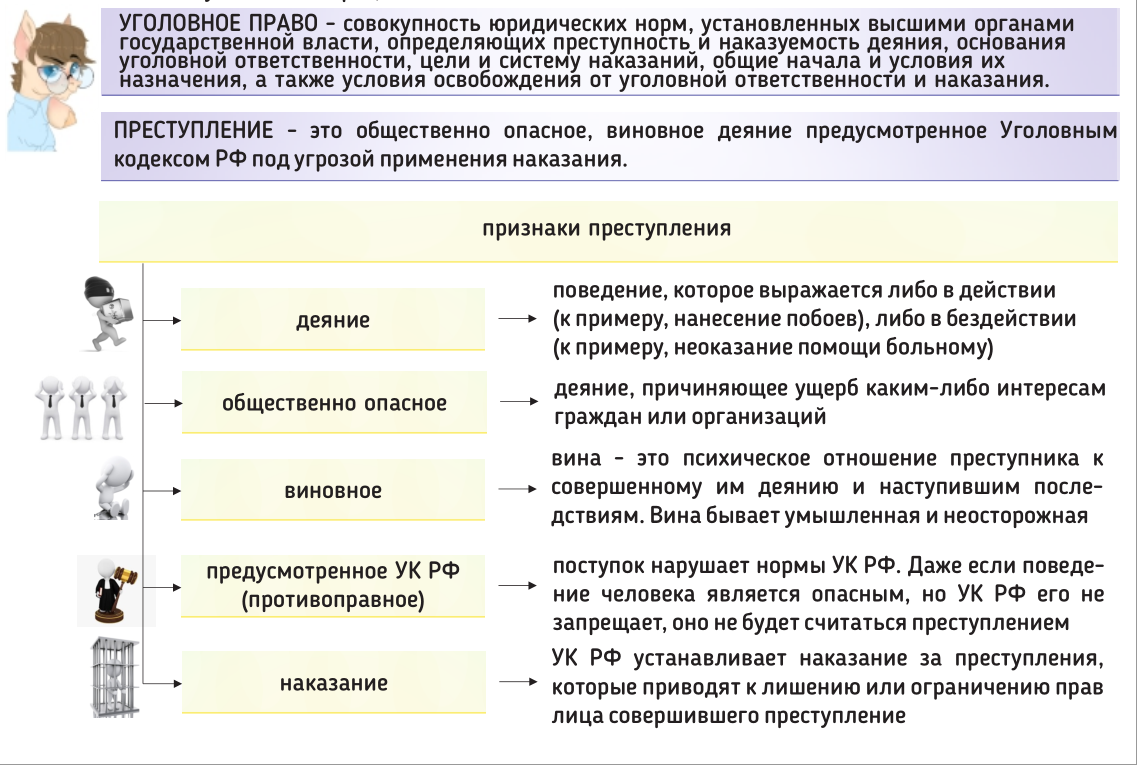 УГОЛОВНОЕ ПРАВО – совокупность юридических норм, установленных высшими органами
государственной власти, определяющих преступность и наказуемость деяния, основания
уголовной ответственности, цели и систему наказаний, общие начала и условия их
назначения, а также условия освобождения от уголовной ответственности и наказания.
ПРЕСТУПЛЕНИЕ – это общественно опасное, виновное деяние предусмотренное Уголовным
кодексом РФ под угрозой применения наказания.
признаки преступления
деяние
поведение, которое выражается либо в действии
(к примеру, нанесение побоев), либо в бездействии
(к примеру, неоказание помощи больному)
общественно опасное
деяние, причиняющее ущерб каким-либо интересам
граждан или организаций
виновное
вина – это психическое отношение преступника к
совершенному им деянию и наступившим после-
дствиям. Вина бывает умышленная и неосторожная
предусмотренное УК РФ
(противоправное)
поступок нарушает нормы УК РФ. Даже если поведе-
ние человека является опасным, но УК РФ его не
запрещает, оно не будет считаться преступлением
наказание
УК РФ устанавливает наказание за преступления,
которые приводят к лишению или ограничению прав
лица совершившего преступление